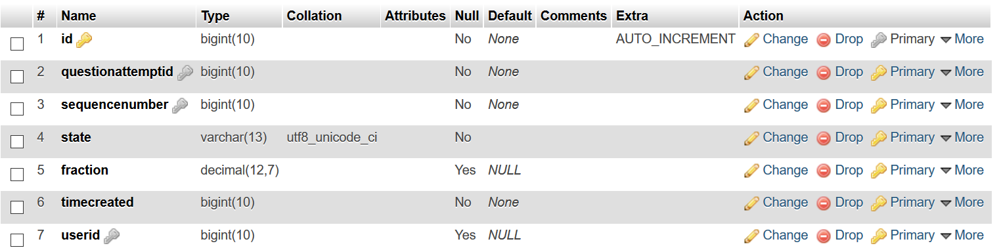 # Name Type Collation Attributes Null Default Comments Extra Action
1 id bigint(10) No None AUTO_INCREMENT Change Drop Primary More
2 questionattemptid bigint(10) No None Change Drop Primary More
3 sequencenumber bigint(10) No None Change Drop Primary More
4 state varchar(13) utf8_unicode_ci No Change Drop Primary More
5 fraction decimal(12,7) Yes NULL Change Drop Primary More
6 timecreated bigint(10) No None Change Drop Primary More
7 userid bigint(10) Yes NULL Change Drop Primary More